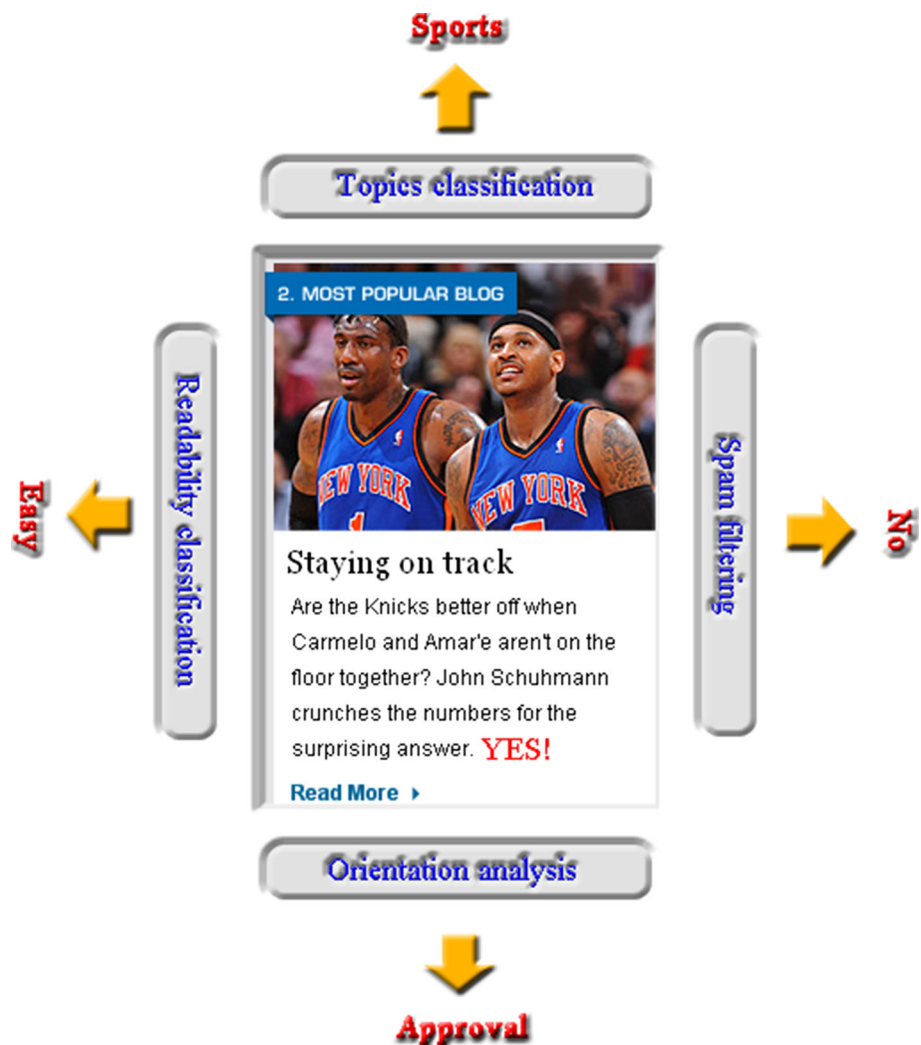 Sports
Topics classification
2. MOST POPULAR BLOG
Readability classification
Easy
Spam filtering
No
NEW YORK
1
NEW YORK
Staying on track
Are the Knicks better off when
Carmelo and Amar'e aren't on the
floor together? John Schuhmann
crunches the numbers for the
surprising answer. YES!
Read More
Orientation analysis
Approval